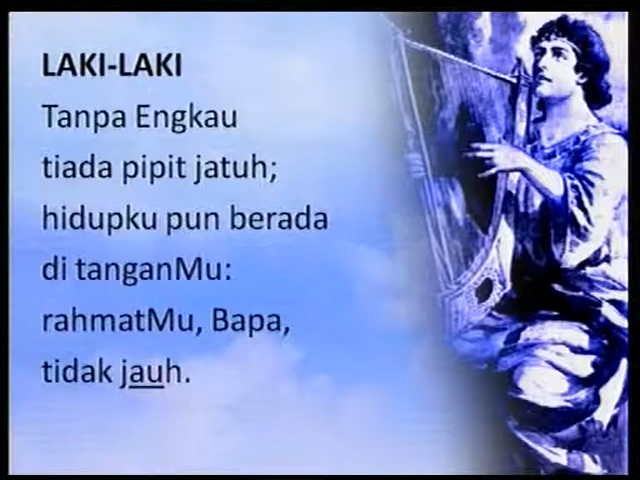 LAKI-LAKI
Tanpa Engkau
tiada pipit jatuh;
hidupku pun berada
di tanganMu:
rahmatMu, Bapa,
tidak jauh.